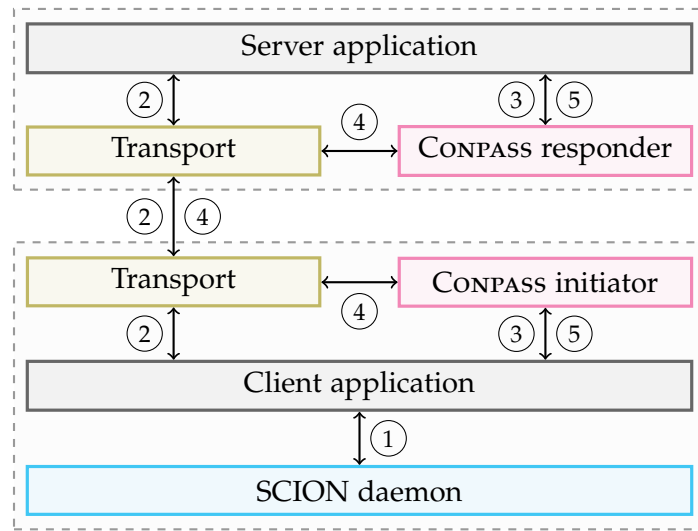 Server application
② ③ ⑤
④
Transport CONPASS responder
② ④
Transport CONPASS initiator
④
② ③ ⑤
Client application
①
SCION daemon